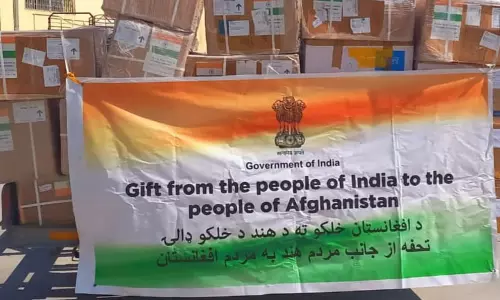 Government of India
Gift from the people of India to the
people of Afghanistan
د افغانستان خلکو ته د هند د خلکو ډالۍ
تحفه از جانب مردم هند به مردم افغانستان